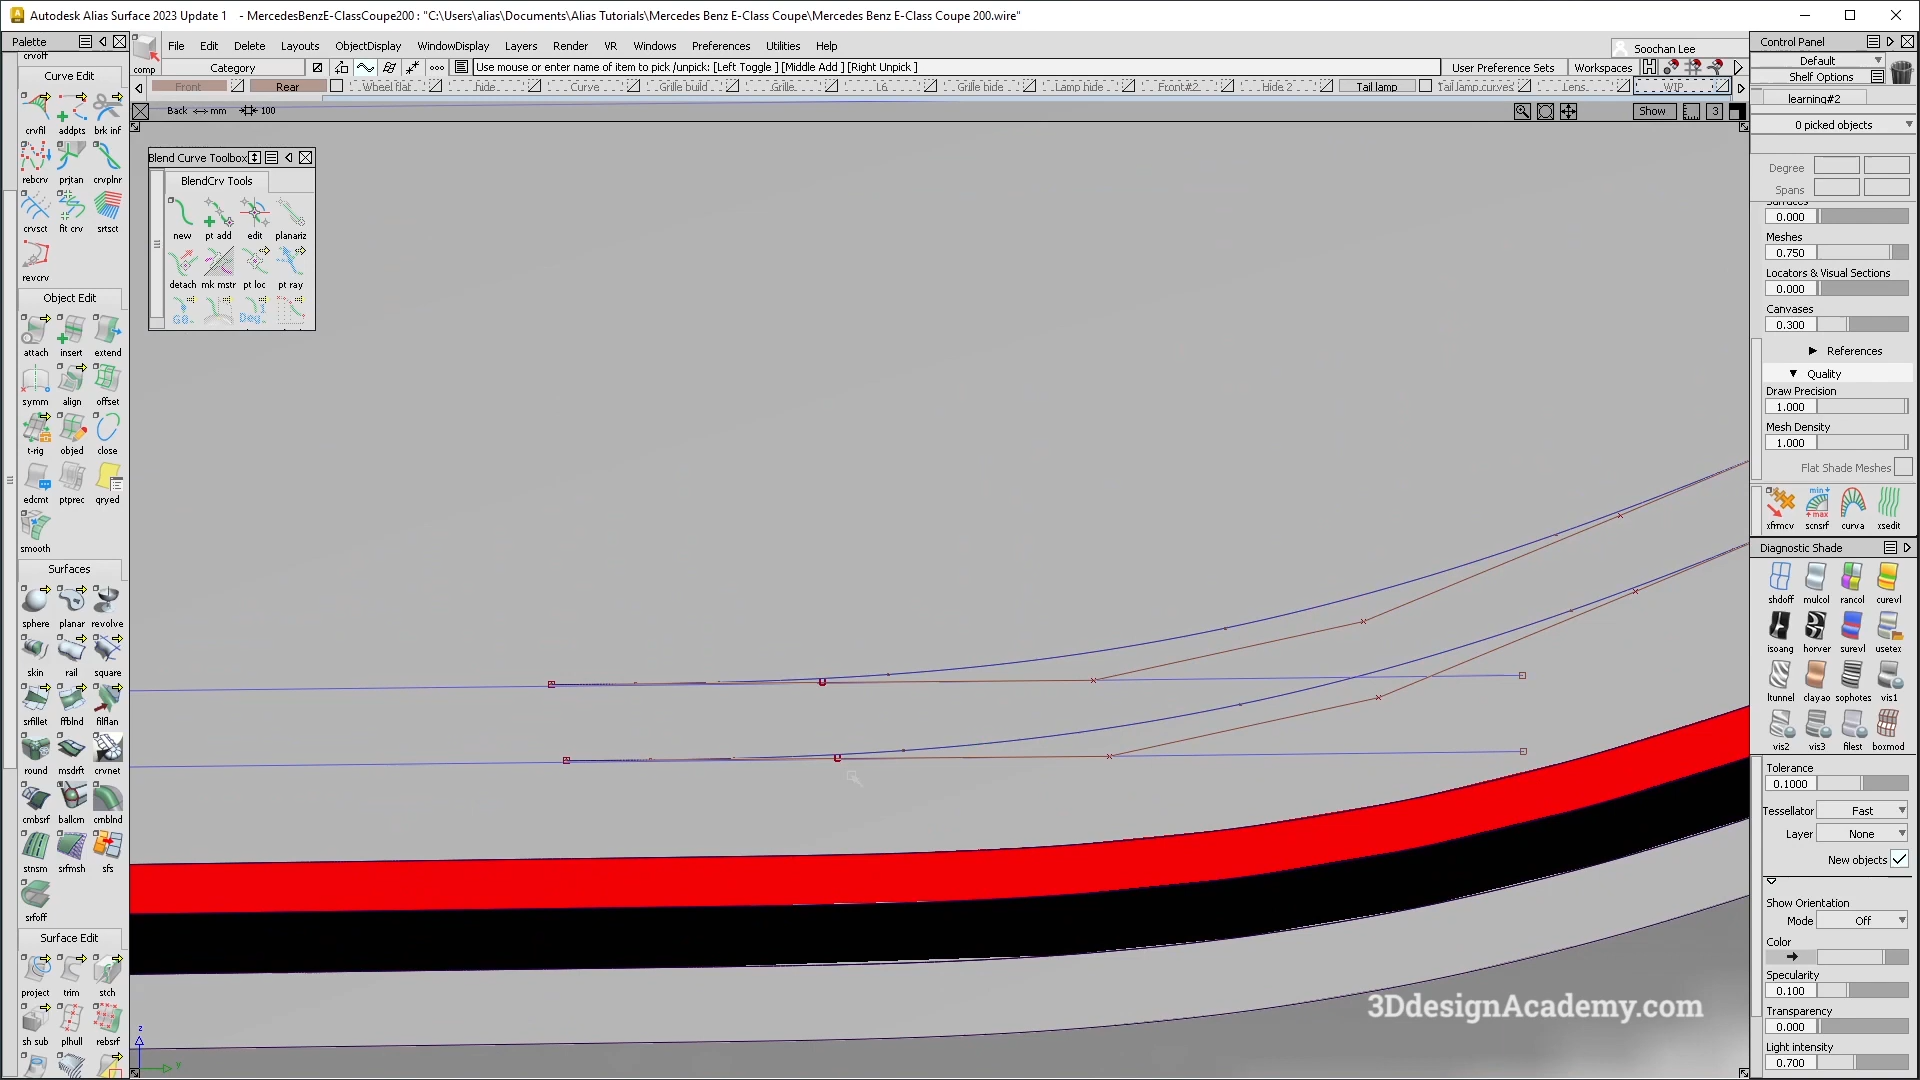 Autodesk Alias Surface 2023 Update 1 - MercedesBenzE-ClassCoupe200 : "C:\Users\alias\Documents\Alias Tutorials\Mercedes Benz E-Class Coupe\Mercedes Benz E-Class Coupe 200.wire"
Palette
comp
File Edit Delete Layouts ObjectDisplay WindowDisplay Layers Render VR Windows Preferences Utilities Help
Soochan Lee
Control Panel
Category
Use mouse or enter name of item to pick /unpick: [Left Toggle ] [Middle Add ] [Right Unpick ]
User Preference Sets
Workspaces
Default
Shelf Options
Front Rear Wheel flat hide Curve Grille build Grille L6 Grille hide Lamp hide Front#2 Hide 2 Tail lamp Tail lamp curves Lens WIP
learning#2
Back <-> mm 100
Show
3
0 picked objects
crvoff
Curve Edit
crvfil addpts brk inf
rebcrv prjtan crvplnr
crvsct fit crv srtsct
revcrv
Object Edit
attach insert extend
symm align offset
t-rig objed close
edcmt ptprec qryed
smooth
Surfaces
sphere planar revolve
skin rail square
srfillet ffblnd filflan
round msdrft crvnet
cmbsrf ballcrn crnblnd
stnsm srfmsh sfs
srfoff
Surface Edit
project trim stch
sh sub plhull rebsrf
Blend Curve Toolbox
BlendCrv Tools
new pt add edit planariz
detach mk mstr pt loc pt ray
G0- Deg-
z
y
Degree
Spans
Surfaces
0.000
Meshes
0.750
Locators & Visual Sections
0.000
Canvases
0.300
References
Quality
Draw Precision
1.000
Mesh Density
1.000
Flat Shade Meshes
min+
+max
xfrmcv scnsrf curva xsedit
Diagnostic Shade
shdoff mulcol rancol curevl
isoang horver surevl usetex
ltunnel clayao sophotes vis1
vis2 vis3 filest boxmod
Tolerance
0.1000
Tessellator Fast
Layer None
New objects
Show Orientation
Mode Off
Color
Specularity
0.100
Transparency
0.000
Light intensity
0.700
3DdesignAcademy.com